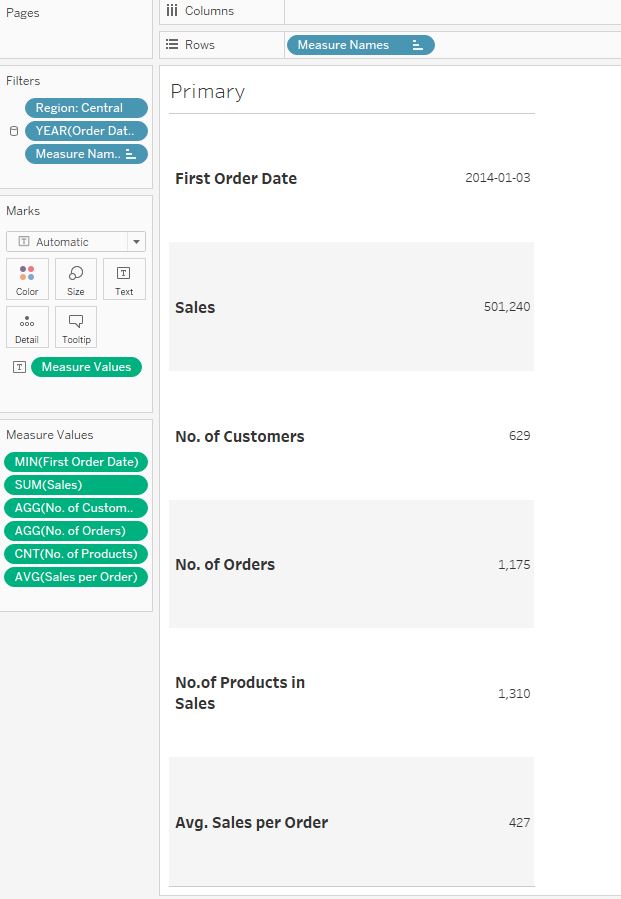 Pages
Columns
Rows
Measure Names
Filters
Region: Central
YEAR(Order Dat..
Measure Nam..
Marks
T Automatic
Color
Size
T
Text
Detail
Tooltip
T Measure Values
Measure Values
MIN(First Order Date)
SUM(Sales)
AGG(No. of Custom..
AGG(No. of Orders)
CNT(No. of Products)
AVG(Sales per Order)
Primary
First Order Date 2014-01-03
Sales 501,240
No. of Customers 629
No. of Orders 1,175
No.of Products in
Sales 1,310
Avg. Sales per Order 427